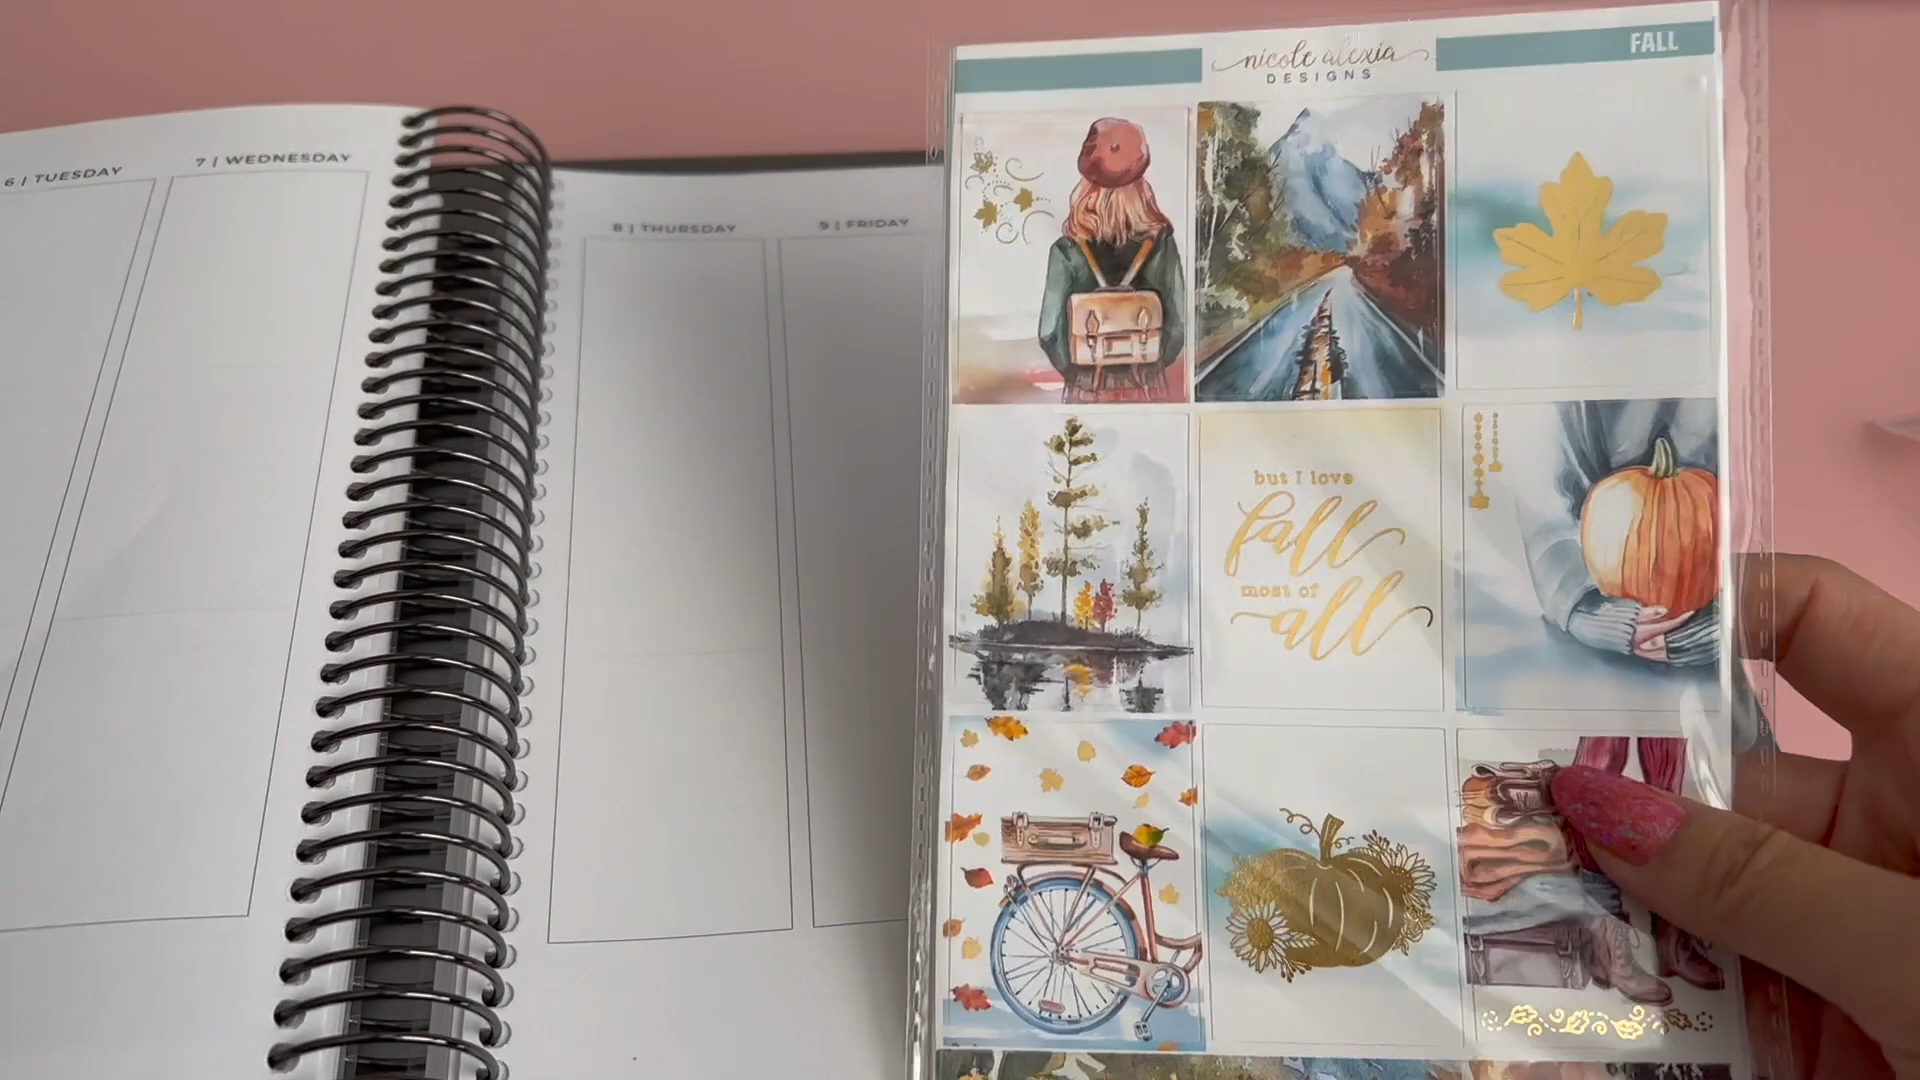 6 | TUESDAY
7 | WEDNESDAY
8 | THURSDAY
9 | FRIDAY
nicole alexia
DESIGNS
FALL
but I love
fall
most of
all